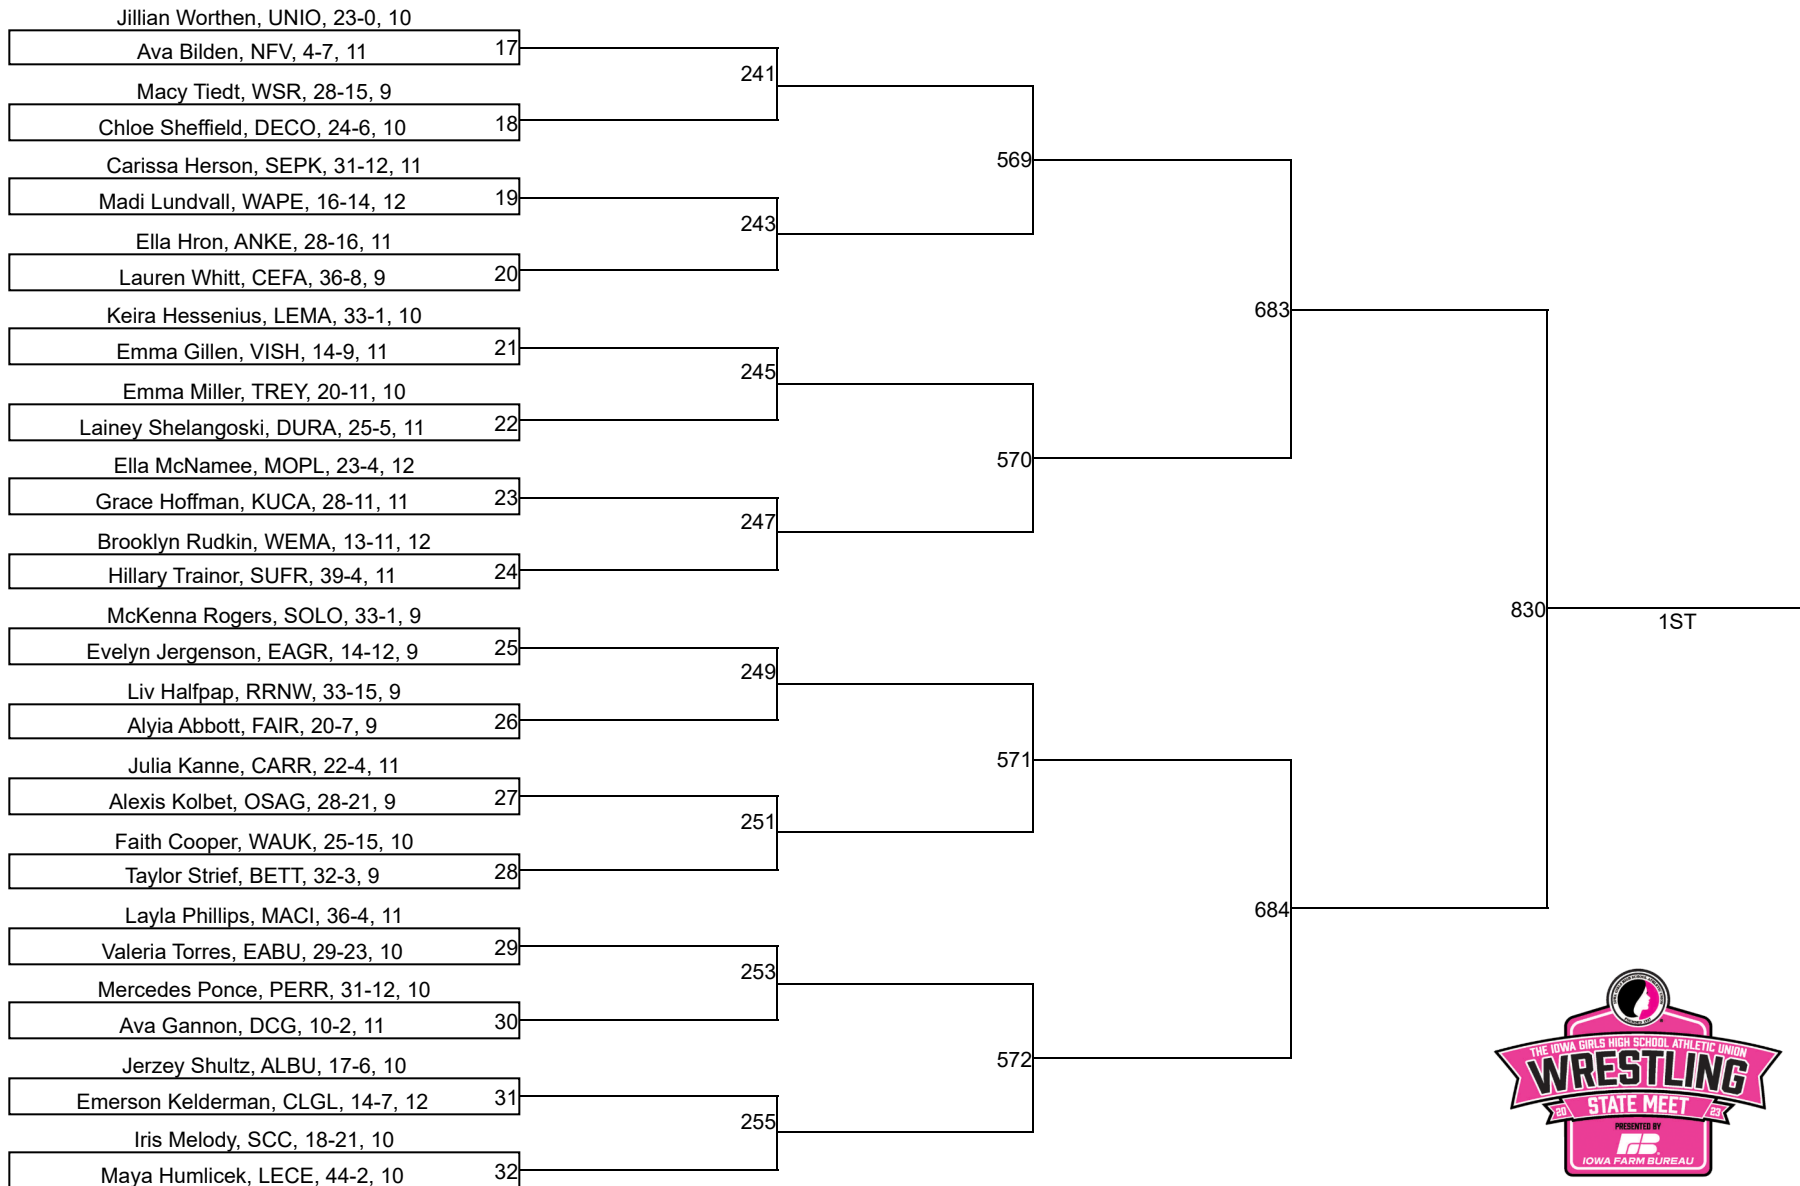 Jillian Worthen, UNIO, 23-0, 10
Ava Bilden, NFV, 4-7, 11
17
241
Macy Tiedt, WSR, 28-15, 9
Chloe Sheffield, DECO, 24-6, 10
18
569
Carissa Herson, SEPK, 31-12, 11
Madi Lundvall, WAPE, 16-14, 12
19
243
Ella Hron, ANKE, 28-16, 11
Lauren Whitt, CEFA, 36-8, 9
20
683
Keira Hessenius, LEMA, 33-1, 10
Emma Gillen, VISH, 14-9, 11
21
245
Emma Miller, TREY, 20-11, 10
Lainey Shelangoski, DURA, 25-5, 11
22
570
Ella McNamee, MOPL, 23-4, 12
Grace Hoffman, KUCA, 28-11, 11
23
247
Brooklyn Rudkin, WEMA, 13-11, 12
Hillary Trainor, SUFR, 39-4, 11
24
830
1ST
McKenna Rogers, SOLO, 33-1, 9
Evelyn Jergenson, EAGR, 14-12, 9
25
249
Liv Halfpap, RRNW, 33-15, 9
Alyia Abbott, FAIR, 20-7, 9
26
571
Julia Kanne, CARR, 22-4, 11
Alexis Kolbet, OSAG, 28-21, 9
27
251
Faith Cooper, WAUK, 25-15, 10
Taylor Strief, BETT, 32-3, 9
28
684
Layla Phillips, MACI, 36-4, 11
Valeria Torres, EABU, 29-23, 10
29
253
Mercedes Ponce, PERR, 31-12, 10
Ava Gannon, DCG, 10-2, 11
30
572
Jerzey Shultz, ALBU, 17-6, 10
Emerson Kelderman, CLGL, 14-7, 12
31
255
Iris Melody, SCC, 18-21, 10
Maya Humlicek, LECE, 44-2, 10
32
THE IOWA GIRLS HIGH SCHOOL ATHLETIC UNION
WRESTLING
20 STATE MEET 23
PRESENTED BY
FB
IOWA FARM BUREAU